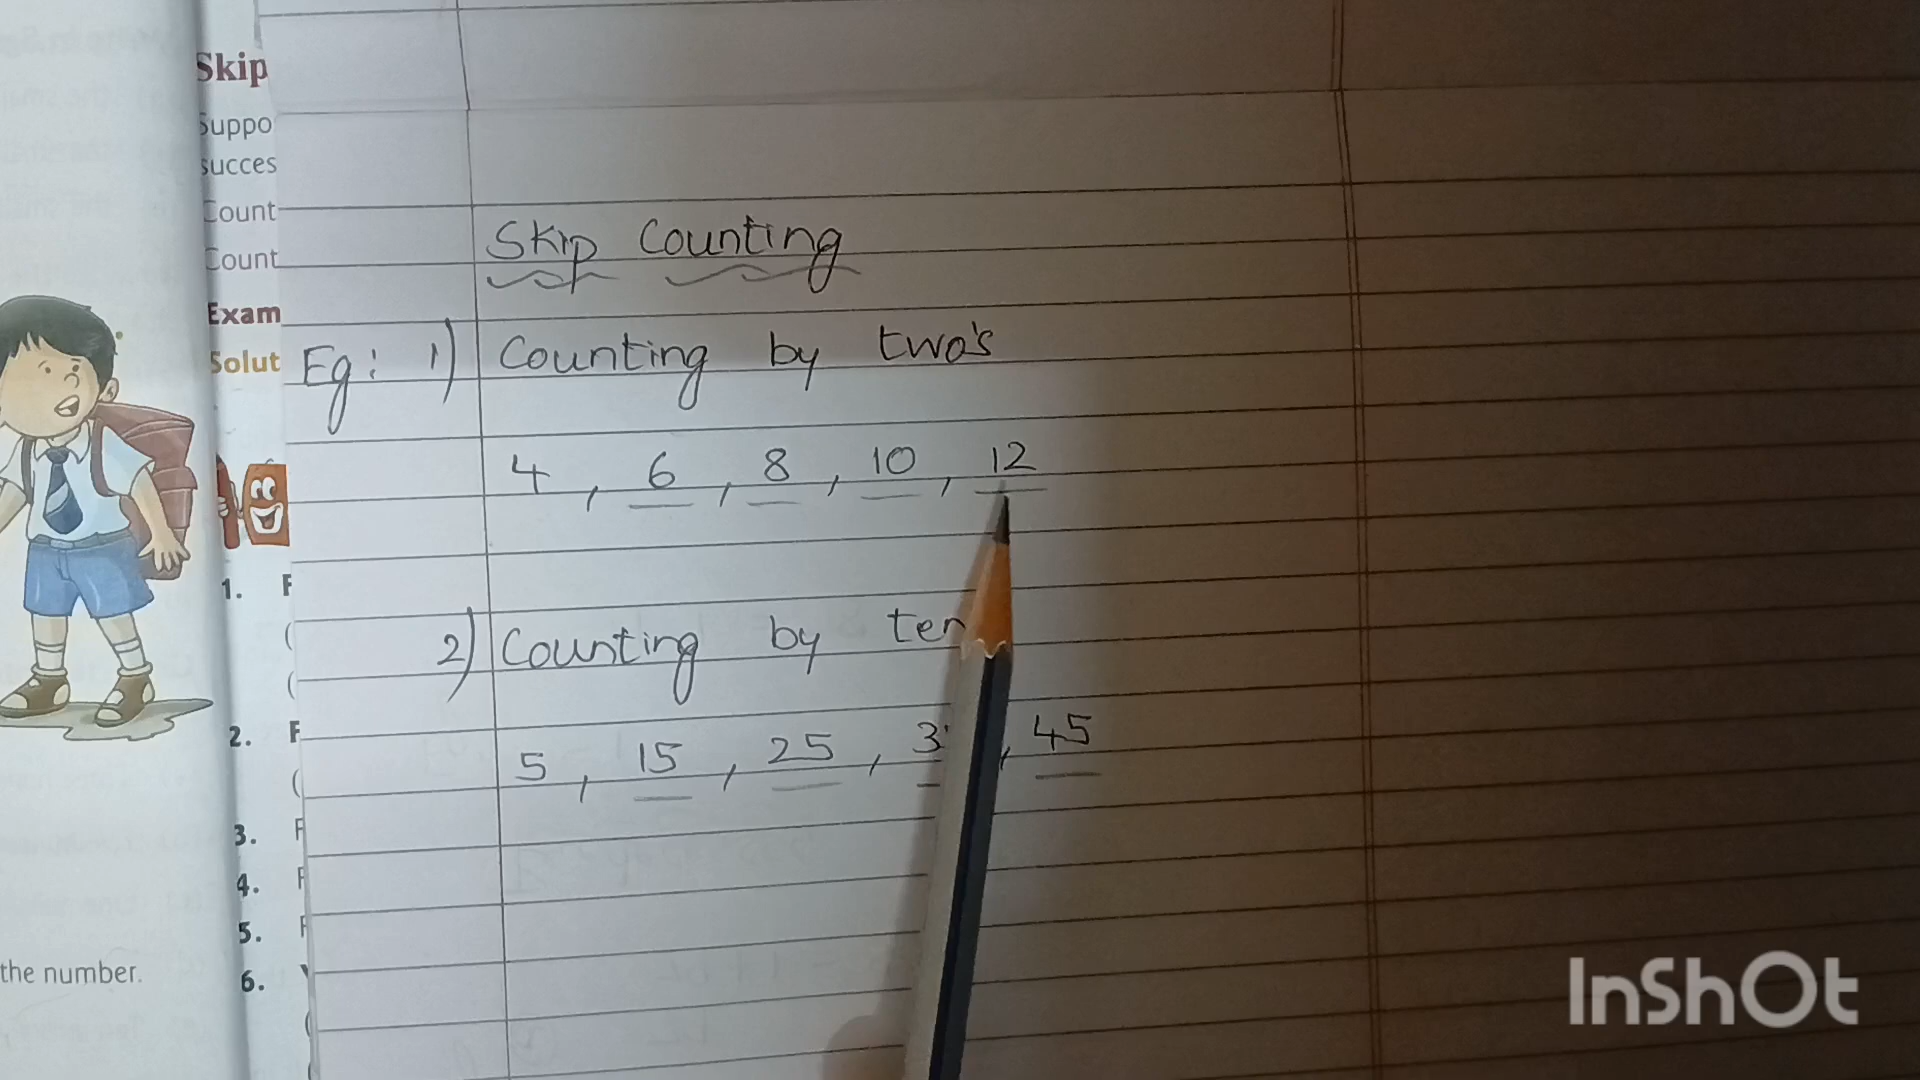 Skip
Suppo
succes
Count
Count
Exam
Solut
Skip Counting
Eg: 1) Counting by two's
4, 6, 8, 10, 12
2) Counting by ten
5, 15, 25, 3, 45
1. F
(
(
2. F
(
3. F
4. F
5. F
6.
(
the number.
InShOt